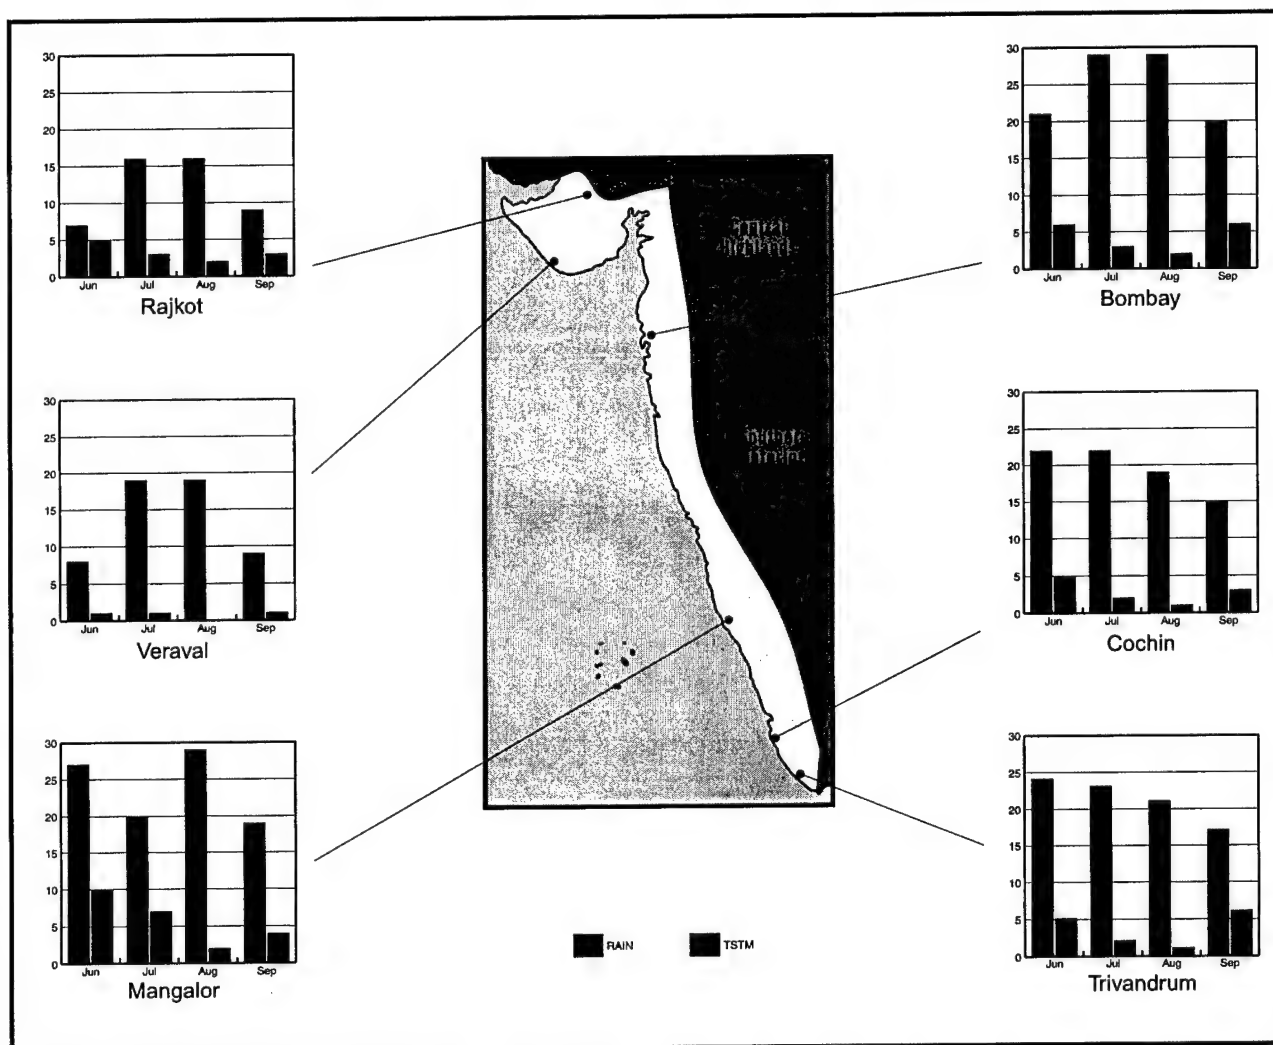 30
25
20
15
10
5
0
Jun
Jul
Aug
Sep
Rajkot
30
25
20
15
10
5
0
Jun
Jul
Aug
Sep
Bombay
30
25
20
15
10
5
0
Jun
Jul
Aug
Sep
Veraval
30
25
20
15
10
5
0
Jun
Jul
Aug
Sep
Cochin
30
25
20
15
10
5
0
Jun
Jul
Aug
Sep
Mangalor
30
25
20
15
10
5
0
Jun
Jul
Aug
Sep
Trivandrum
RAIN
TSTM